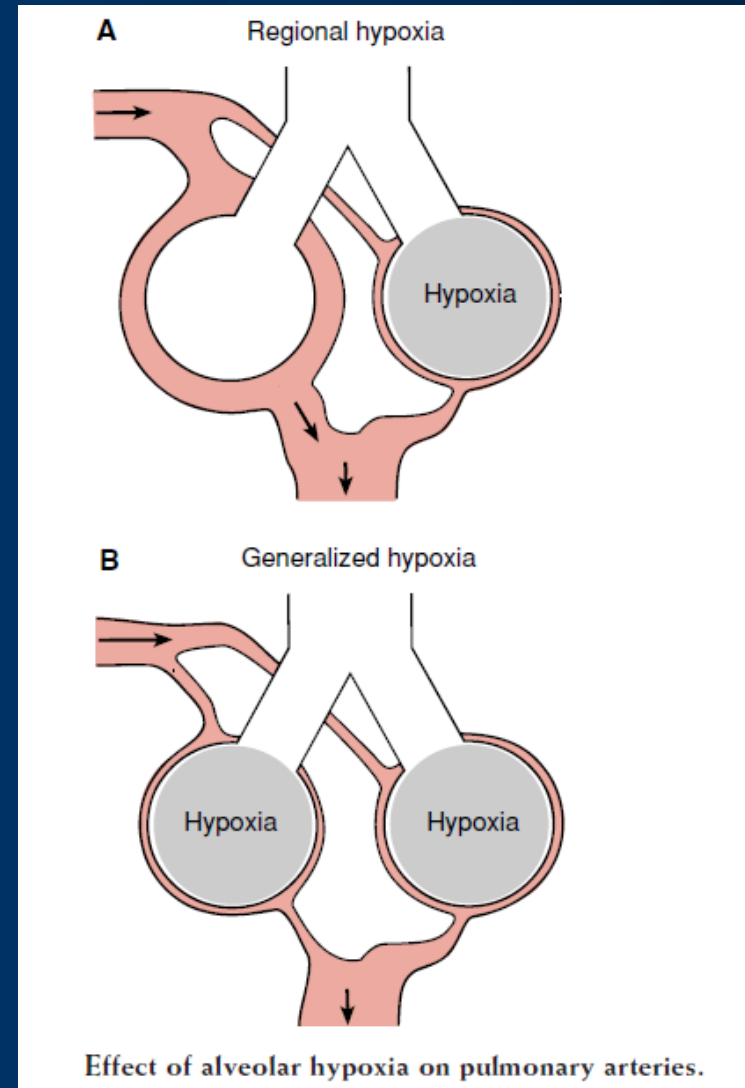 A Regional hypoxia
Hypoxia
B Generalized hypoxia
Hypoxia Hypoxia
Effect of alveolar hypoxia on pulmonary arteries.